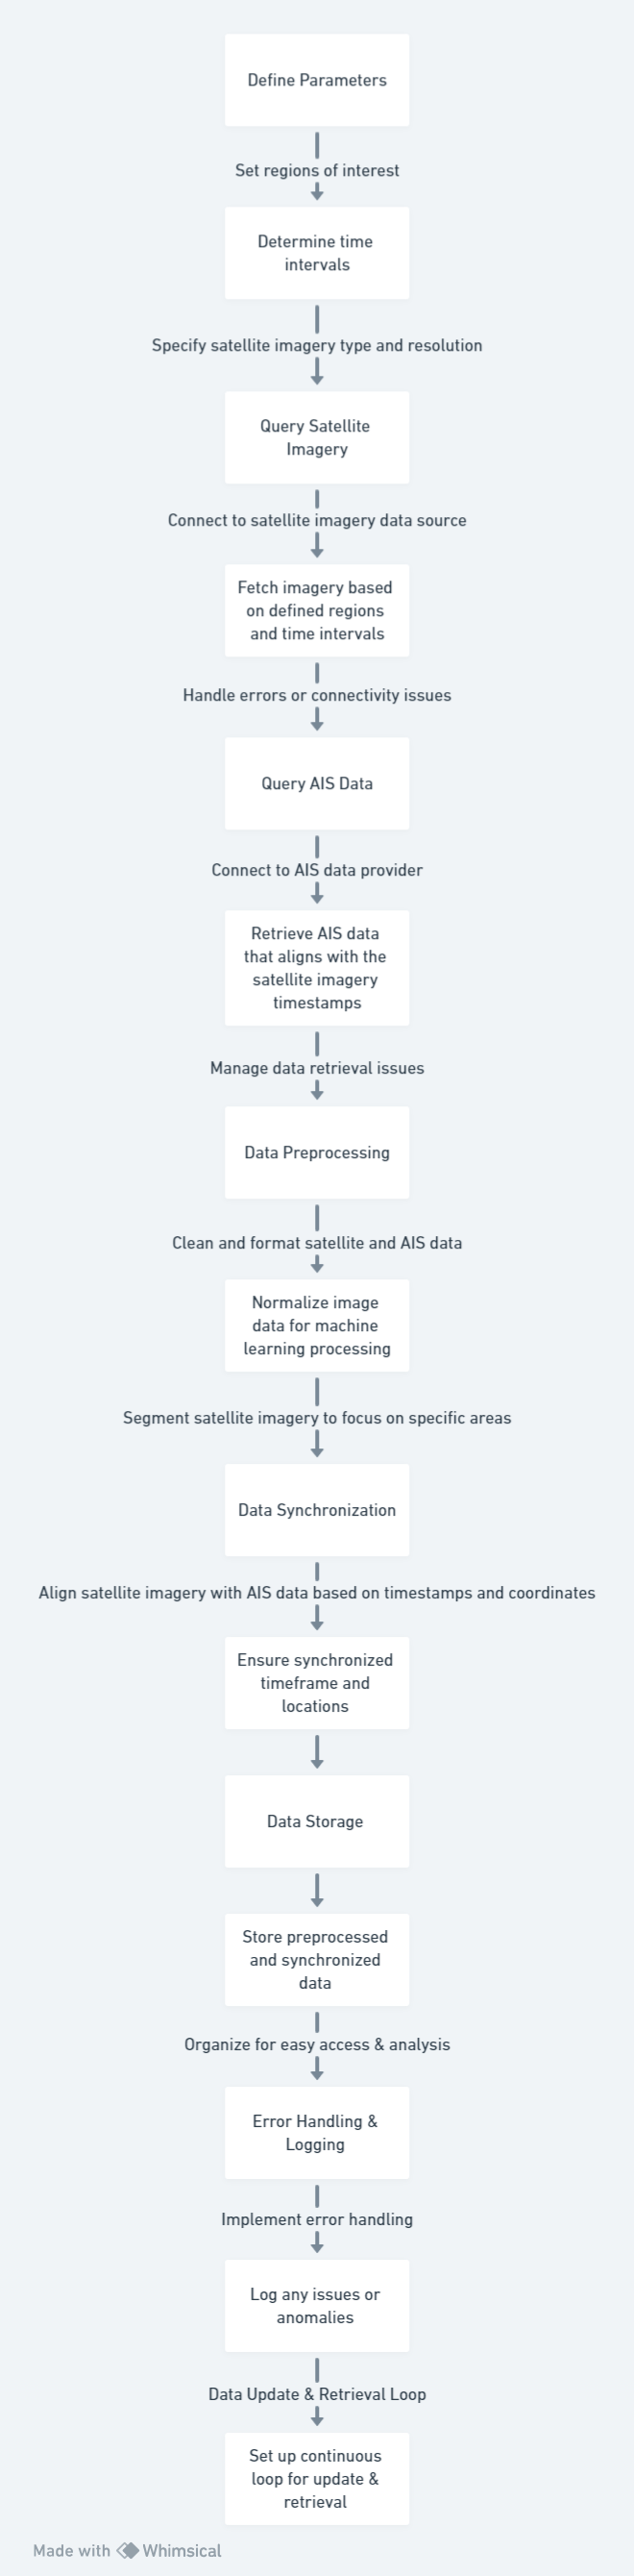 Define Parameters
Set regions of interest
Determine time
intervals
Specify satellite imagery type and resolution
Query Satellite
Imagery
Connect to satellite imagery data source
Fetch imagery based
on defined regions
and time intervals
Handle errors or connectivity issues
Query AIS Data
Connect to AIS data provider
Retrieve AIS data
that aligns with the
satellite imagery
timestamps
Manage data retrieval issues
Data Preprocessing
Clean and format satellite and AIS data
Normalize image
data for machine
learning processing
Segment satellite imagery to focus on specific areas
Data Synchronization
Align satellite imagery with AIS data based on timestamps and coordinates
Ensure synchronized
timeframe and
locations
Data Storage
Store preprocessed
and synchronized
data
Organize for easy access & analysis
Error Handling &
Logging
Implement error handling
Log any issues or
anomalies
Data Update & Retrieval Loop
Set up continuous
loop for update &
retrieval
Made with Whimsical